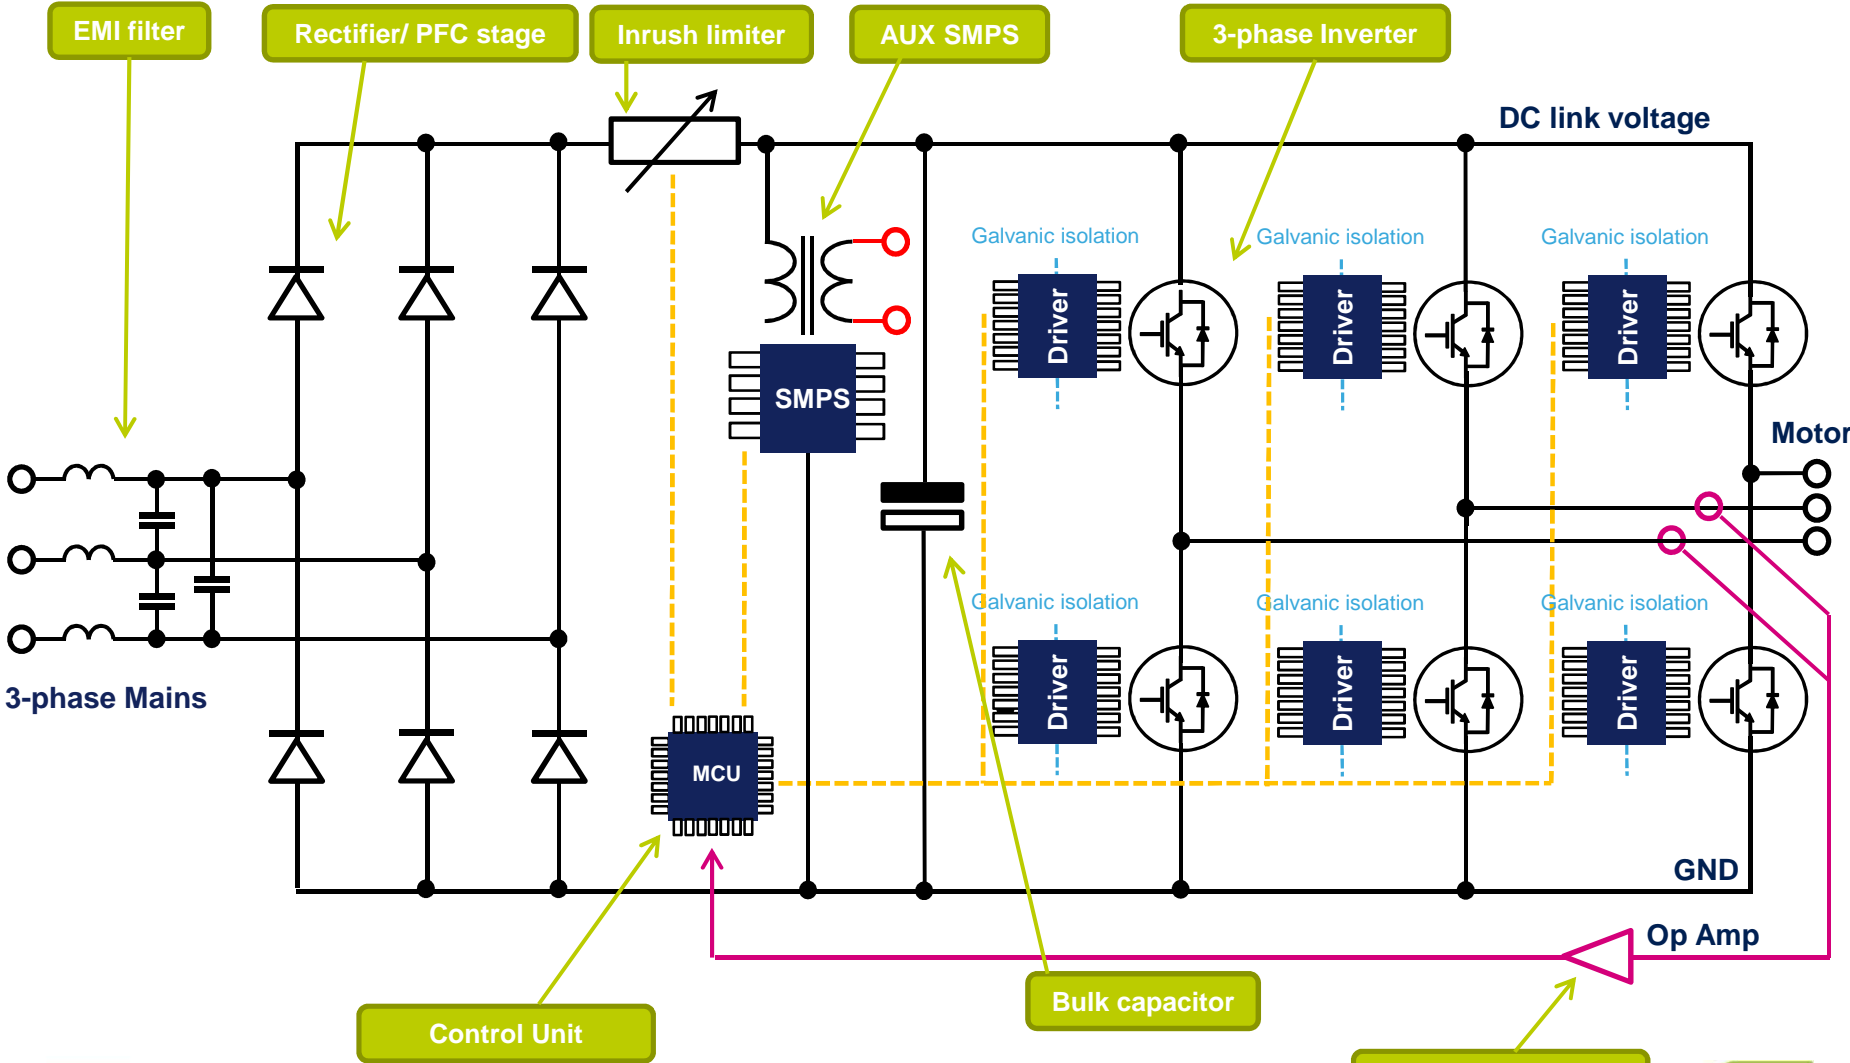 EMI filter
Rectifier/ PFC stage
Inrush limiter
AUX SMPS
3-phase Inverter
DC link voltage
Galvanic isolation
Galvanic isolation
Galvanic isolation
Driver
Driver
Driver
SMPS
Motor
Galvanic isolation
Galvanic isolation
Galvanic isolation
Driver
Driver
Driver
3-phase Mains
MCU
GND
Op Amp
Bulk capacitor
Control Unit